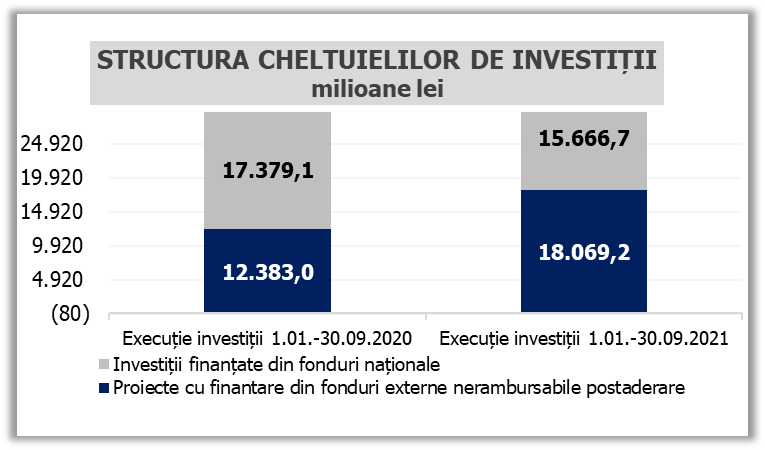 STRUCTURA CHELTUIELILOR DE INVESTIȚII
milioane lei
24.920
19.920
14.920
9.920
4.920
(80)
17.379,1
12.383,0
15.666,7
18.069,2
Execuție investiții 1.01.-30.09.2020
Execuție investiții 1.01.-30.09.2021
Investiții finanțate din fonduri naționale
Proiecte cu finantare din fonduri externe nerambursabile postaderare